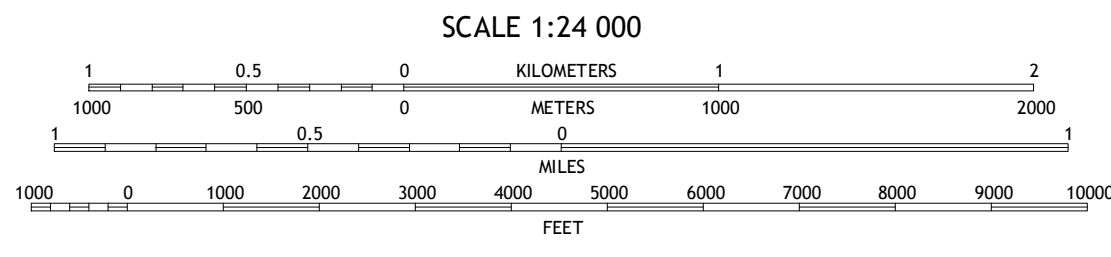 SCALE 1:24 000
1 0.5 0 KILOMETERS 1 2
1000 500 0 METERS 1000 2000
1 0.5 0 1
MILES
1000 0 1000 2000 3000 4000 5000 6000 7000 8000 9000 10000
FEET